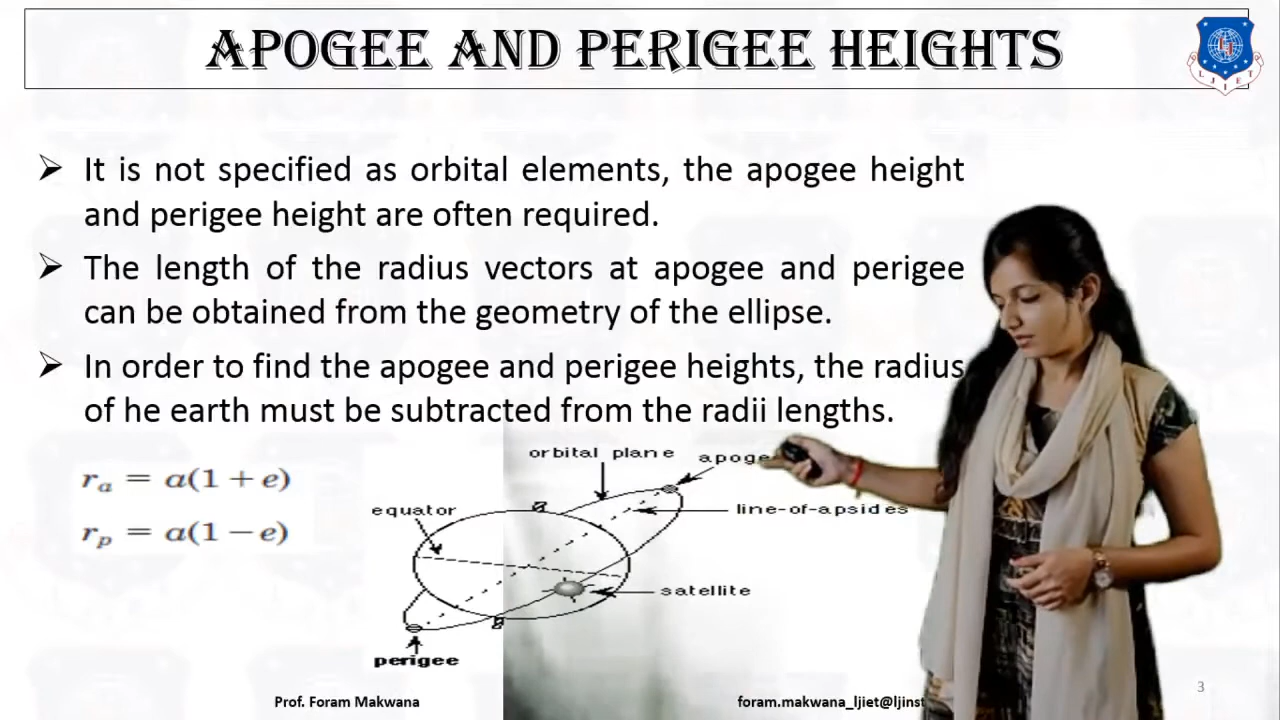 APOGEE AND PERIGEE HEIGHTS
LJIET
➢ It is not specified as orbital elements, the apogee height
and perigee height are often required.
➢ The length of the radius vectors at apogee and perigee
can be obtained from the geometry of the ellipse.
➢ In order to find the apogee and perigee heights, the radius
of he earth must be subtracted from the radii lengths.
r_a = a(1 + e)
r_p = a(1 − e)
orbital plane
apoge
equator
line-of-apsides
satellite
perigee
Prof. Foram Makwana
foram.makwana_ljiet@ljinst
3